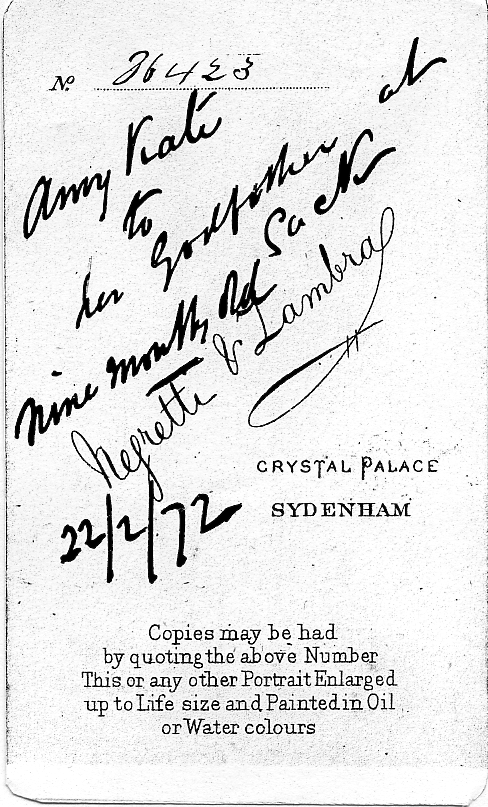 No. 36423
Amy Kate
to
her Godfather at
nine months old
Negretti & Zambra
22/2/72
CRYSTAL PALACE
SYDENHAM
Copies may be had
by quoting the above Number
This or any other Portrait Enlarged
up to Life size and Painted in Oil
or Water colours